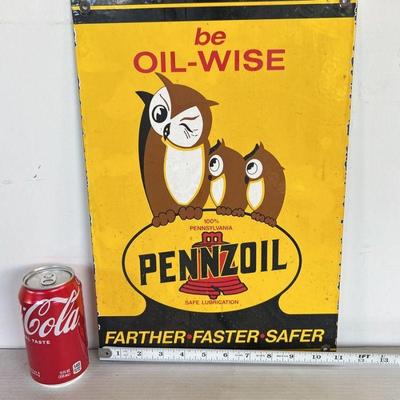 be
OIL-WISE
100%
PENNSYLVANIA
PENNZOIL
SAFE LUBRICATION
FARTHER•FASTER•SAFER
Coca-Cola
1 2 3 4 5 6 7 8 9 10 11 1FT 13